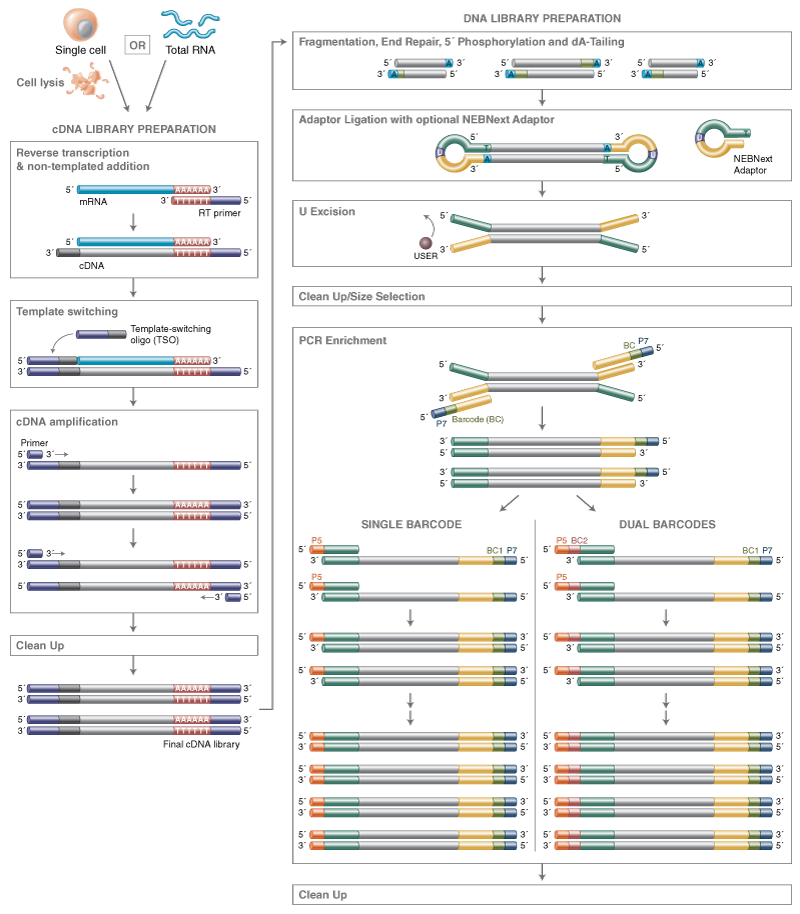 Single cell
OR
Total RNA
Cell lysis
cDNA LIBRARY PREPARATION
Reverse transcription
& non-templated addition
5´ AAAAAA 3´
mRNA
3´ TTTTTT 5´
RT primer
5´ AAAAAA 3´
3´ TTTTTT 5´
cDNA
Template switching
Template-switching
oligo (TSO)
5´ AAAAAA 3´
3´ TTTTTT 5´
cDNA amplification
Primer
5´ 3´
3´ TTTTTT 5´
5´ AAAAAA 3´
3´ TTTTTT 5´
5´ 3´
3´ TTTTTT 5´
5´ AAAAAA 3´
3´ 5´
Clean Up
5´ AAAAAA 3´
3´ TTTTTT 5´
5´ AAAAAA 3´
3´ TTTTTT 5´
Final cDNA library
DNA LIBRARY PREPARATION
Fragmentation, End Repair, 5´ Phosphorylation and dA-Tailing
5´ A 3´ 5´ A 3´ 5´ A 3´
3´ A 5´ 3´ A 5´ 3´ A 5´
Adaptor Ligation with optional NEBNext Adaptor
5´ 3´
U T A U
A T
3´ 5´
U T
NEBNext
Adaptor
U Excision
5´ 3´
USER
3´ 5´
Clean Up/Size Selection
PCR Enrichment
BC P7
5´
5´ 3´
3´ 5´
5´
P7 Barcode (BC)
3´ 5´
5´ 3´
3´ 5´
5´ 3´
SINGLE BARCODE
P5 BC1 P7
5´
3´ 5´
P5
5´
3´ 5´
5´ 3´
3´ 5´
5´ 3´
3´ 5´
5´ 3´
3´ 5´
5´ 3´
3´ 5´
5´ 3´
3´ 5´
5´ 3´
3´ 5´
DUAL BARCODES
P5 BC2 BC1 P7
5´
3´ 5´
P5
5´
3´ 5´
5´ 3´
3´ 5´
5´ 3´
3´ 5´
5´ 3´
3´ 5´
5´ 3´
3´ 5´
5´ 3´
3´ 5´
5´ 3´
3´ 5´
Clean Up